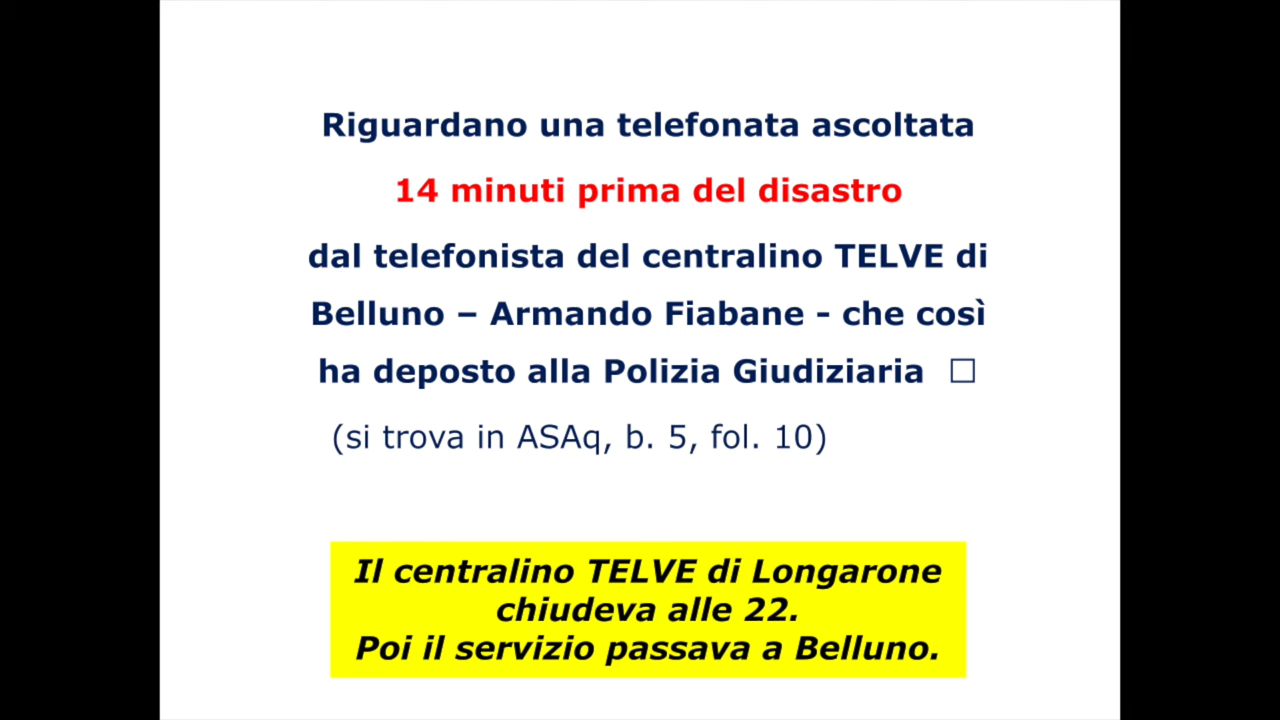 Riguardano una telefonata ascoltata
14 minuti prima del disastro
dal telefonista del centralino TELVE di
Belluno – Armando Fiabane - che così
ha deposto alla Polizia Giudiziaria □
(si trova in ASAq, b. 5, fol. 10)
Il centralino TELVE di Longarone
chiudeva alle 22.
Poi il servizio passava a Belluno.